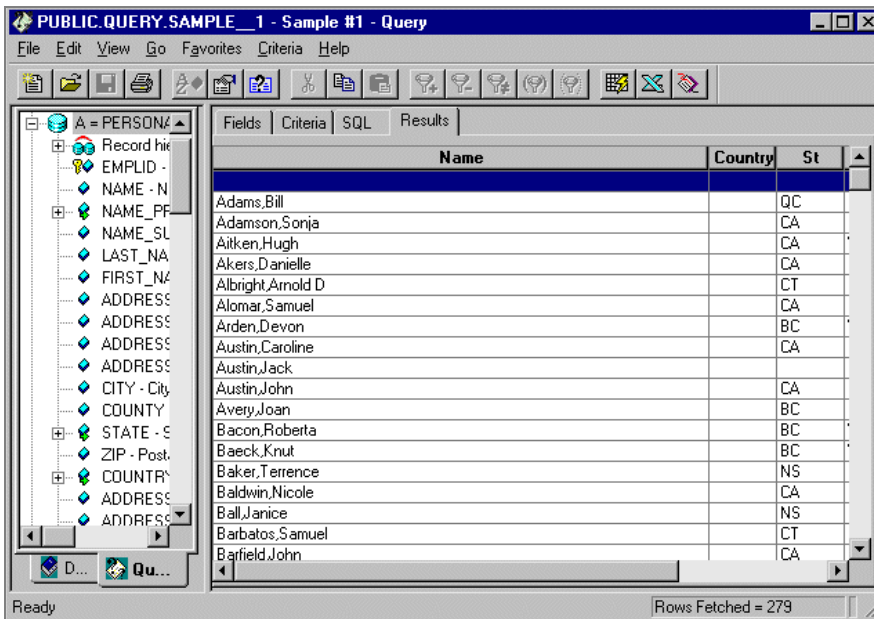 PUBLIC.QUERY.SAMPLE__1 - Sample #1 - Query
File Edit View Go Favorites Criteria Help
A = PERSONA
Record hie
EMPLID -
NAME - N
NAME_PF
NAME_SU
LAST_NA
FIRST_NA
ADDRESS
ADDRESS
ADDRESS
ADDRESS
CITY - City
COUNTY
STATE - S
ZIP - Posta
COUNTRY
ADDRESS
ADDRESS
D... Qu...
Fields Criteria SQL Results
Name Country St
Adams,Bill QC
Adamson,Sonja CA
Aitken,Hugh CA
Akers,Danielle CA
Albright,Arnold D CT
Alomar,Samuel CA
Arden,Devon BC
Austin,Caroline CA
Austin,Jack
Austin,John CA
Avery,Joan BC
Bacon,Roberta BC
Baeck,Knut BC
Baker,Terrence NS
Baldwin,Nicole CA
Ball,Janice NS
Barbatos,Samuel CT
Barfield,John CA
Ready Rows Fetched = 279